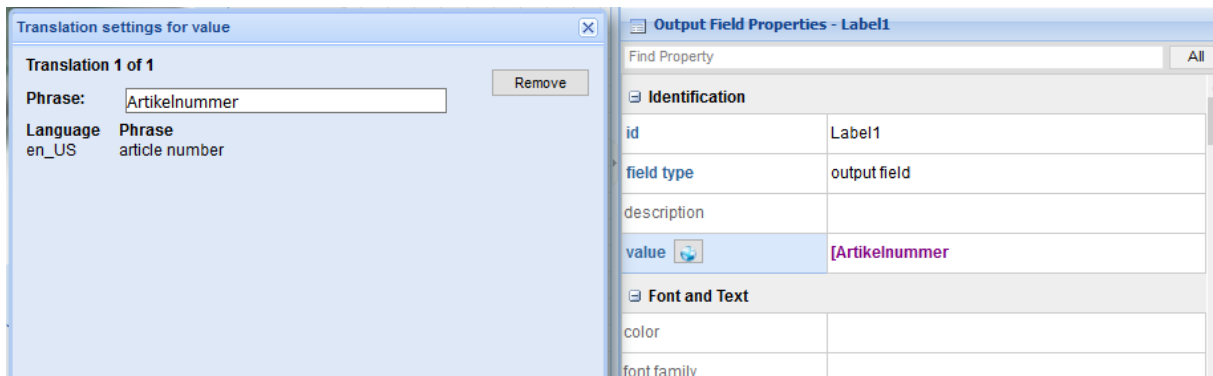 Translation settings for value
Translation 1 of 1
Remove
Phrase: Artikelnummer
Language Phrase
en_US article number
Output Field Properties - Label1
Find Property All
Identification
id Label1
field type output field
description
value [Artikelnummer
Font and Text
color
font family